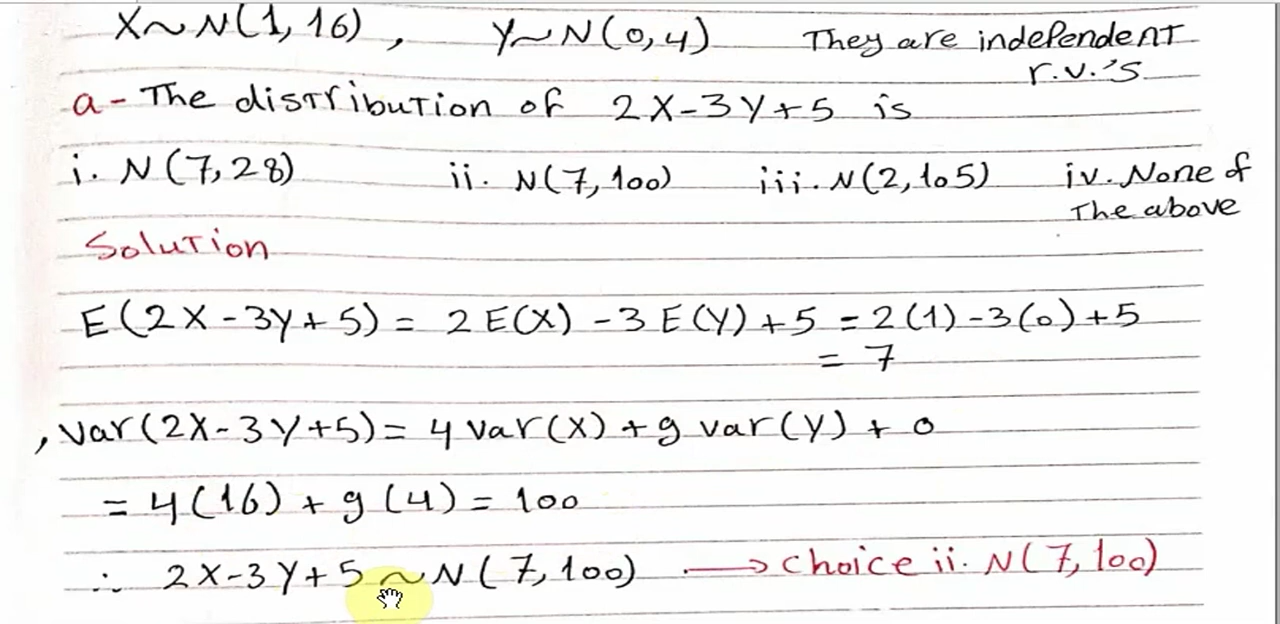 X~N(1,16), Y~N(0,4) They are independent r.v.'s
a- The distribution of 2X-3Y+5 is
i. N(7,28) ii. N(7,100) iii. N(2,105) iv. None of the above
Solution
E(2X-3Y+5) = 2E(X) -3E(Y)+5 = 2(1)-3(0)+5
= 7
, Var(2X-3Y+5)= 4 Var(X) + 9 var(Y) + 0
= 4(16) + 9(4) = 100
∴ 2X-3Y+5 ~ N(7,100) → choice ii. N(7,100)